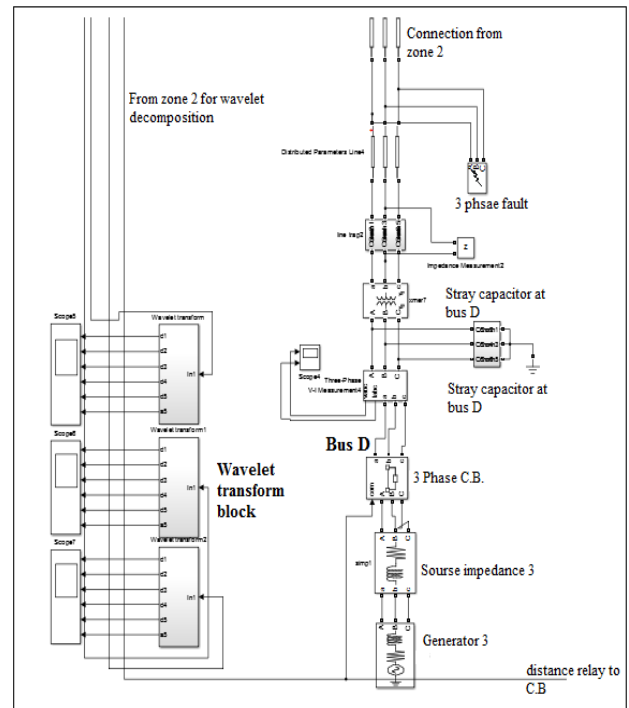 Connection from
zone 2
From zone 2 for wavelet
decomposition
Distributed Parameters Line4
3 phsae fault
line trap2
Z
Impedance Measurement2
a b c
A B C
xmer7
Stray capacitor at
bus D
Stray capacitor at
bus D
Scope4
Three-Phase
V-I Measurement4
Vabc
Iabc
A B C
a b c
Bus D
a b c
com
A B C
3 Phase C.B.
A B C
a b c
Sourse impedance 3
A B C
Generator 3
distance relay to
C.B
Scope5
Wavelet transform
d1
d2
d3
d4
d5
a5
In1
Scope6
Wavelet transform1
d1
d2
d3
d4
d5
a5
In1
Wavelet
transform
block
Scope7
Wavelet transform2
d1
d2
d3
d4
d5
a5
In1